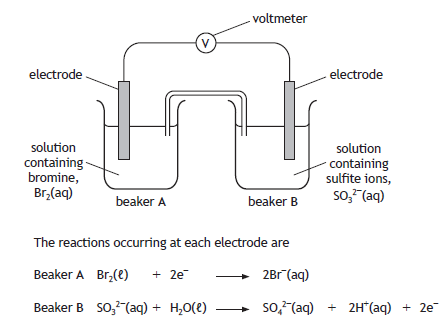 voltmeter
V
electrode
electrode
solution
containing
bromine,
Br₂(aq)
solution
containing
sulfite ions,
SO₃²⁻(aq)
beaker A
beaker B
The reactions occurring at each electrode are
Beaker A Br₂(ℓ) + 2e⁻ ⟶ 2Br⁻(aq)
Beaker B SO₃²⁻(aq) + H₂O(ℓ) ⟶ SO₄²⁻(aq) + 2H⁺(aq) + 2e⁻